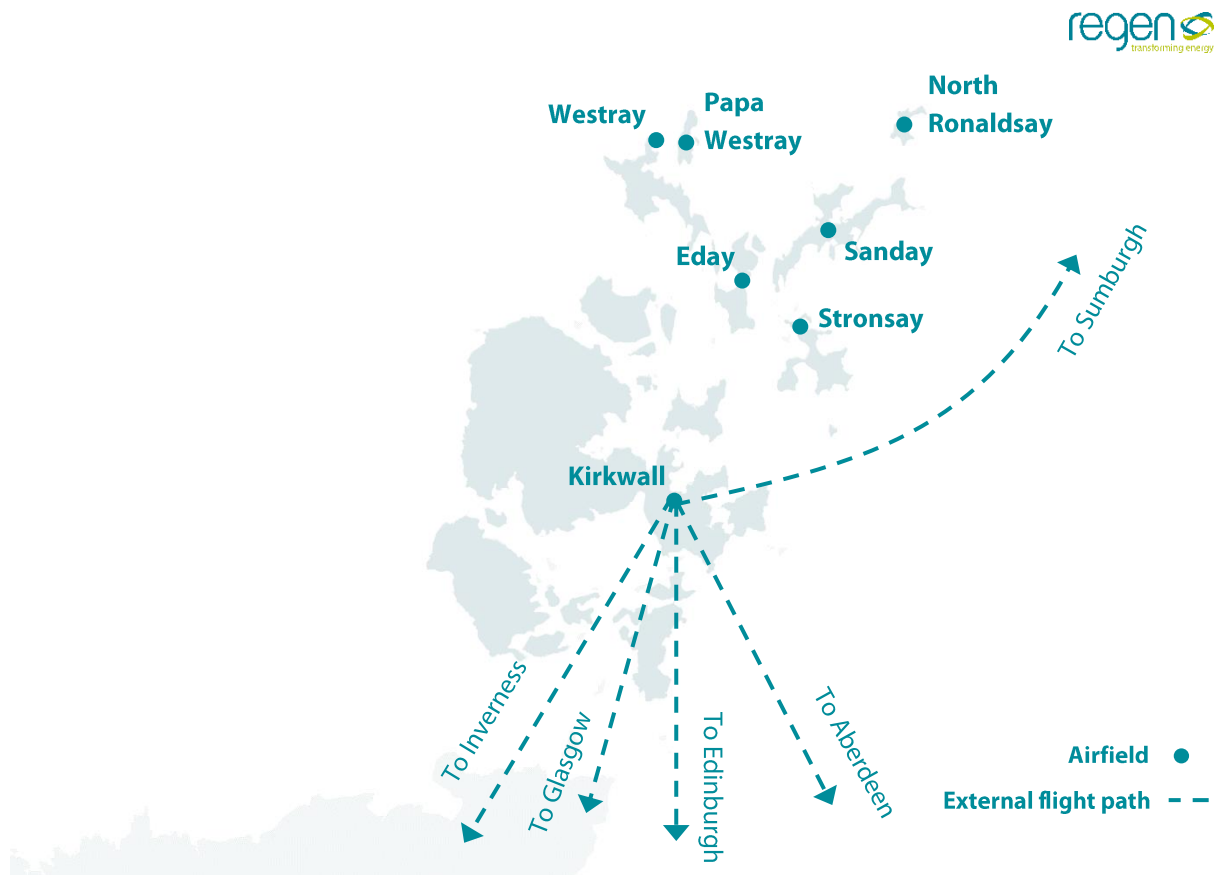 regen
transforming energy
North
Ronaldsay
Papa
Westray
Westray
Eday
Sanday
Stronsay
To Sumburgh
Kirkwall
To Inverness
To Glasgow
To Edinburgh
To Aberdeen
Airfield
External flight path